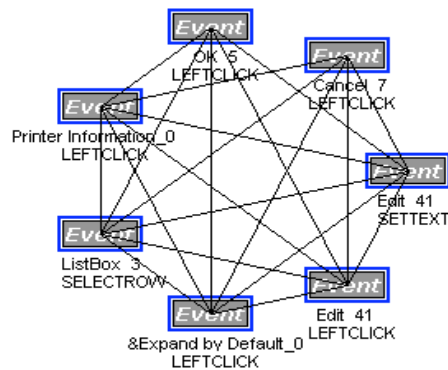 Event
OK_5
LEFTCLICK
Event
Cancel_7
LEFTCLICK
Event
Printer Information_0
LEFTCLICK
Event
Edit_41
SETTEXT
Event
ListBox_3
SELECTROW
Event
Edit_41
LEFTCLICK
Event
&Expand by Default_0
LEFTCLICK